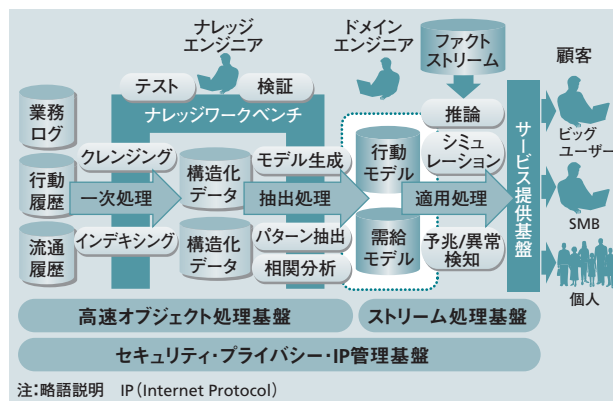 ナレッジ
エンジニア
ドメイン
エンジニア
ファクト
ストリーム
顧客
テスト
検証
ナレッジワークベンチ
業務
ログ
行動
履歴
流通
履歴
クレンジング
一次処理
インデキシング
構造化
データ
構造化
データ
モデル生成
抽出処理
パターン抽出
相関分析
行動
モデル
需給
モデル
推論
シミュ
レーション
適用処理
予兆/異常
検知
サービス提供基盤
ビッグ
ユーザー
SMB
個人
高速オブジェクト処理基盤
ストリーム処理基盤
セキュリティ・プライバシー・IP管理基盤
注:略語説明 IP(Internet Protocol)